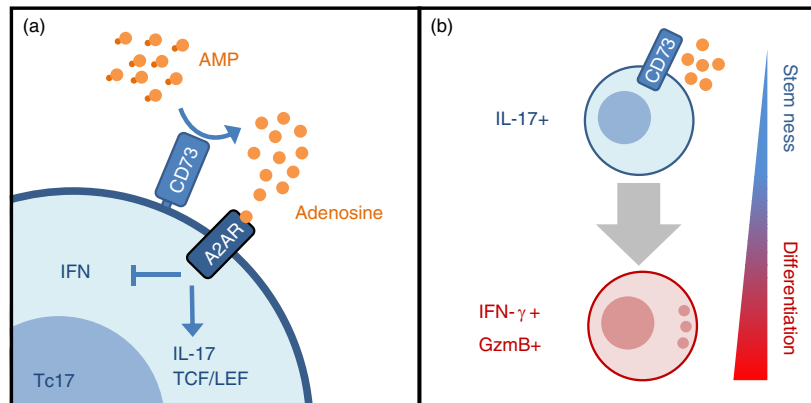 (a)
AMP
CD73
Adenosine
A2AR
IFN
IL-17
TCF/LEF
Tc17
(b)
CD73
IL-17+
Stem ness
Differentiation
IFN-γ+
GzmB+